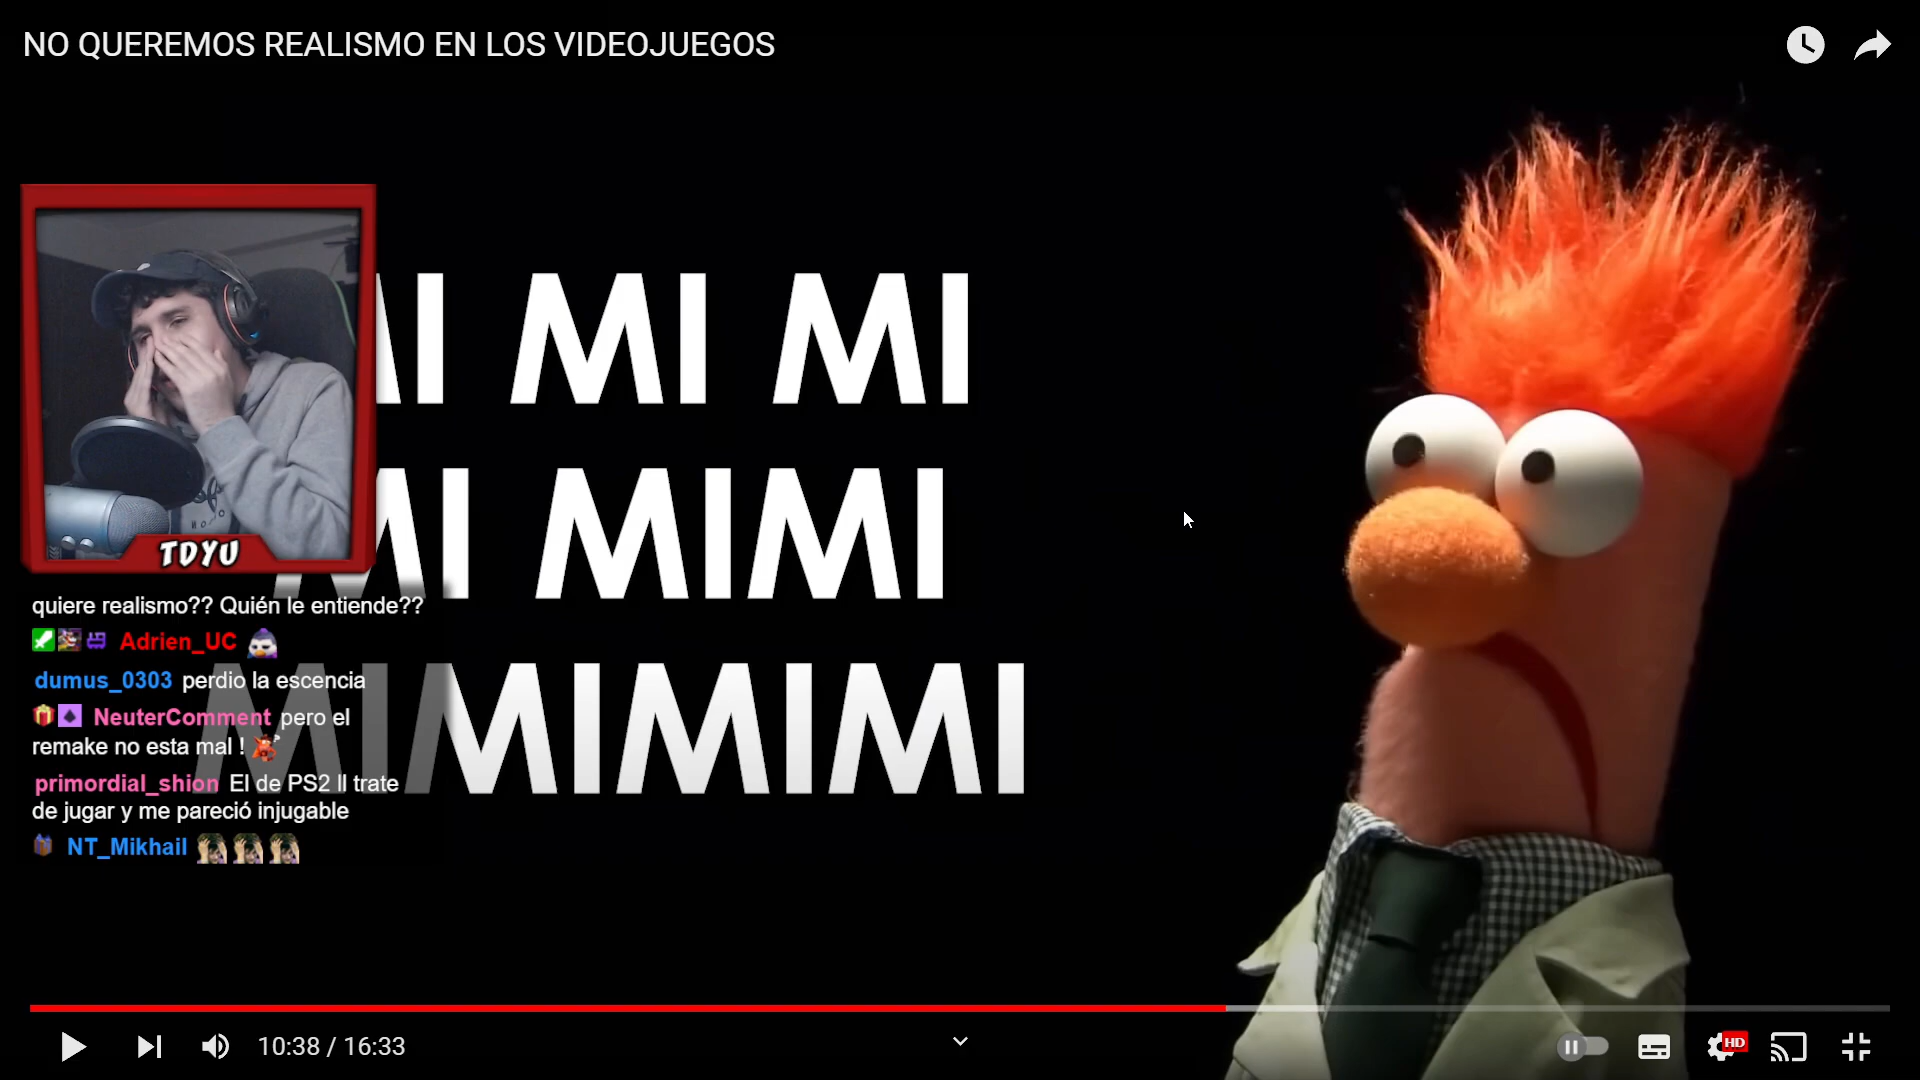 NO QUEREMOS REALISMO EN LOS VIDEOJUEGOS
MI MI MI
MI MIMI
MIMIMIMI
TDYU
quiere realismo?? Quién le entiende??
Adrien_UC
dumus_0303 perdio la escencia
NeuterComment pero el
remake no esta mal !
primordial_shion El de PS2 ll trate
de jugar y me pareció injugable
NT_Mikhail
10:38 / 16:33
HD